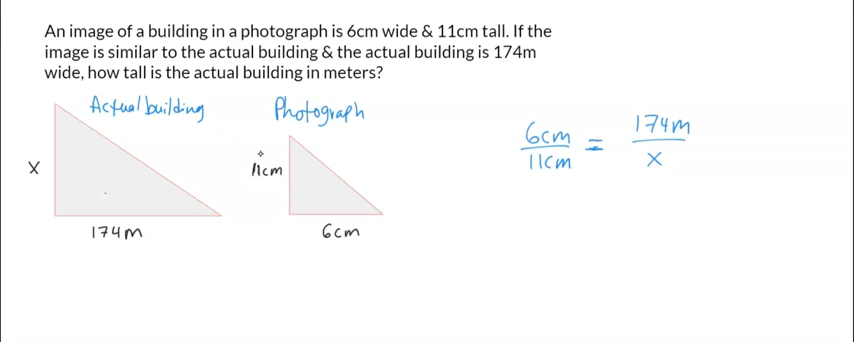 An image of a building in a photograph is 6cm wide & 11cm tall. If the
image is similar to the actual building & the actual building is 174m
wide, how tall is the actual building in meters?
Actual building
Photograph
x
11cm
174m
6cm
6cm
11cm
=
174m
x